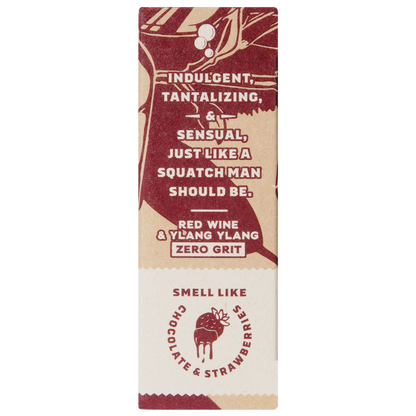 INDULGENT,
TANTALIZING,
&
SENSUAL,
JUST LIKE A
SQUATCH MAN
SHOULD BE.
RED WINE
& YLANG YLANG
ZERO GRIT
SMELL LIKE
CHOCOLATE & STRAWBERRIES